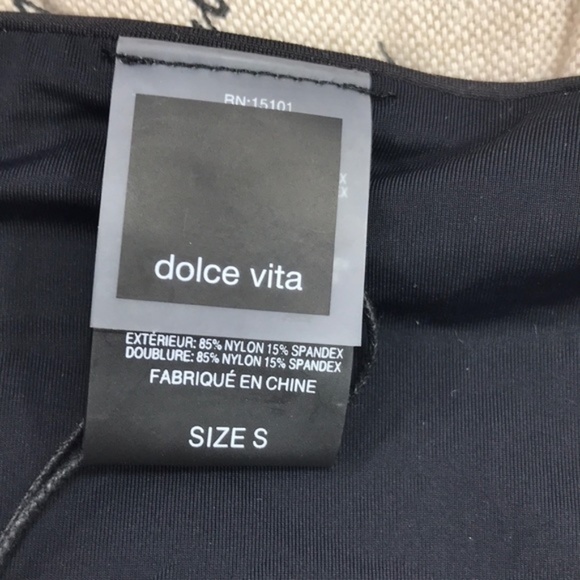 RN:15101
X
X
dolce vita
EXTÉRIEUR: 85% NYLON 15% SPANDEX
DOUBLURE: 85% NYLON 15% SPANDEX
FABRIQUÉ EN CHINE
SIZE S